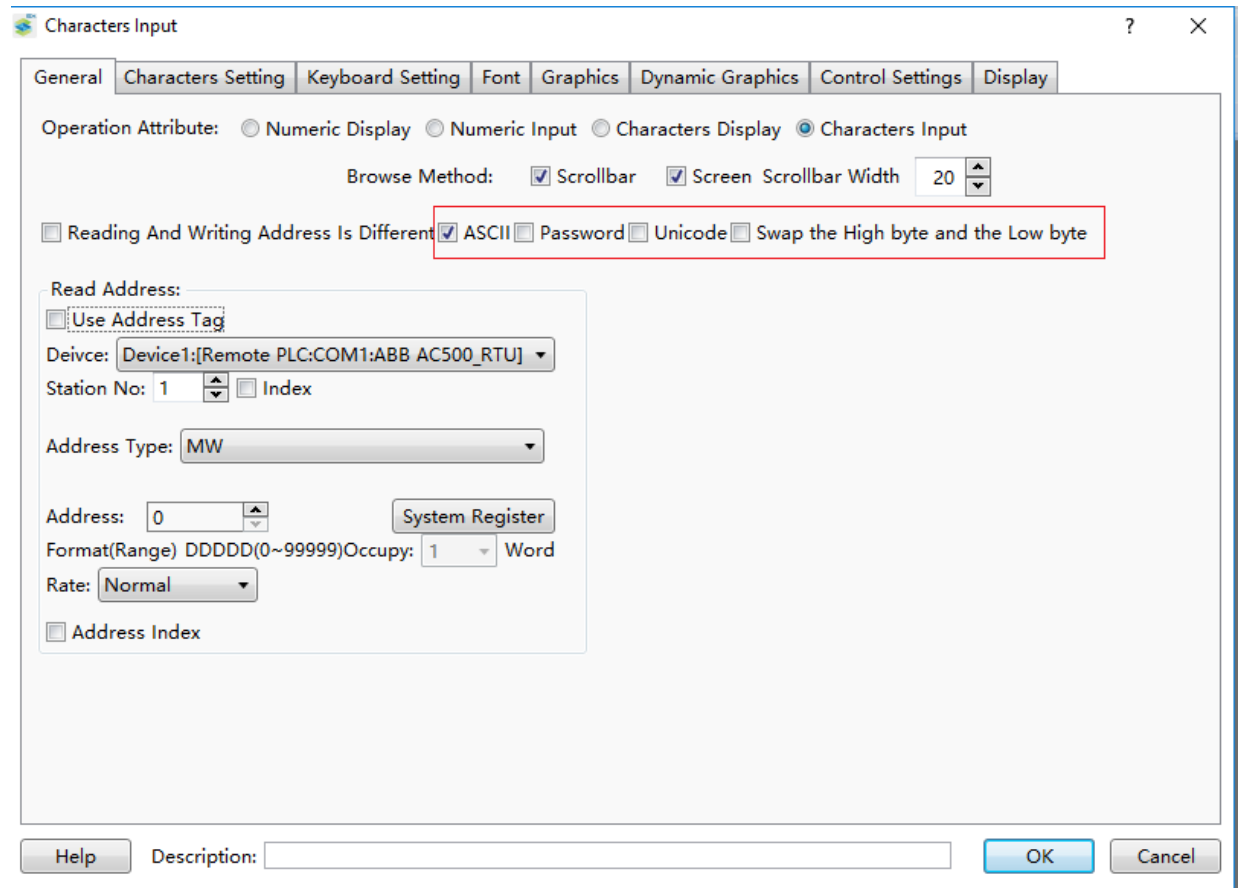 Characters Input ?
General Characters Setting Keyboard Setting Font Graphics Dynamic Graphics Control Settings Display
Operation Attribute: Numeric Display Numeric Input Characters Display Characters Input
Browse Method: Scrollbar Screen Scrollbar Width 20
Reading And Writing Address Is Different ASCII Password Unicode Swap the High byte and the Low byte
Read Address:
Use Address Tag
Deivce: Device1:[Remote PLC:COM1:ABB AC500_RTU]
Station No: 1 Index
Address Type: MW
Address: 0 System Register
Format(Range) DDDDD(0~99999)Occupy: 1 Word
Rate: Normal
Address Index
Help Description: OK Cancel